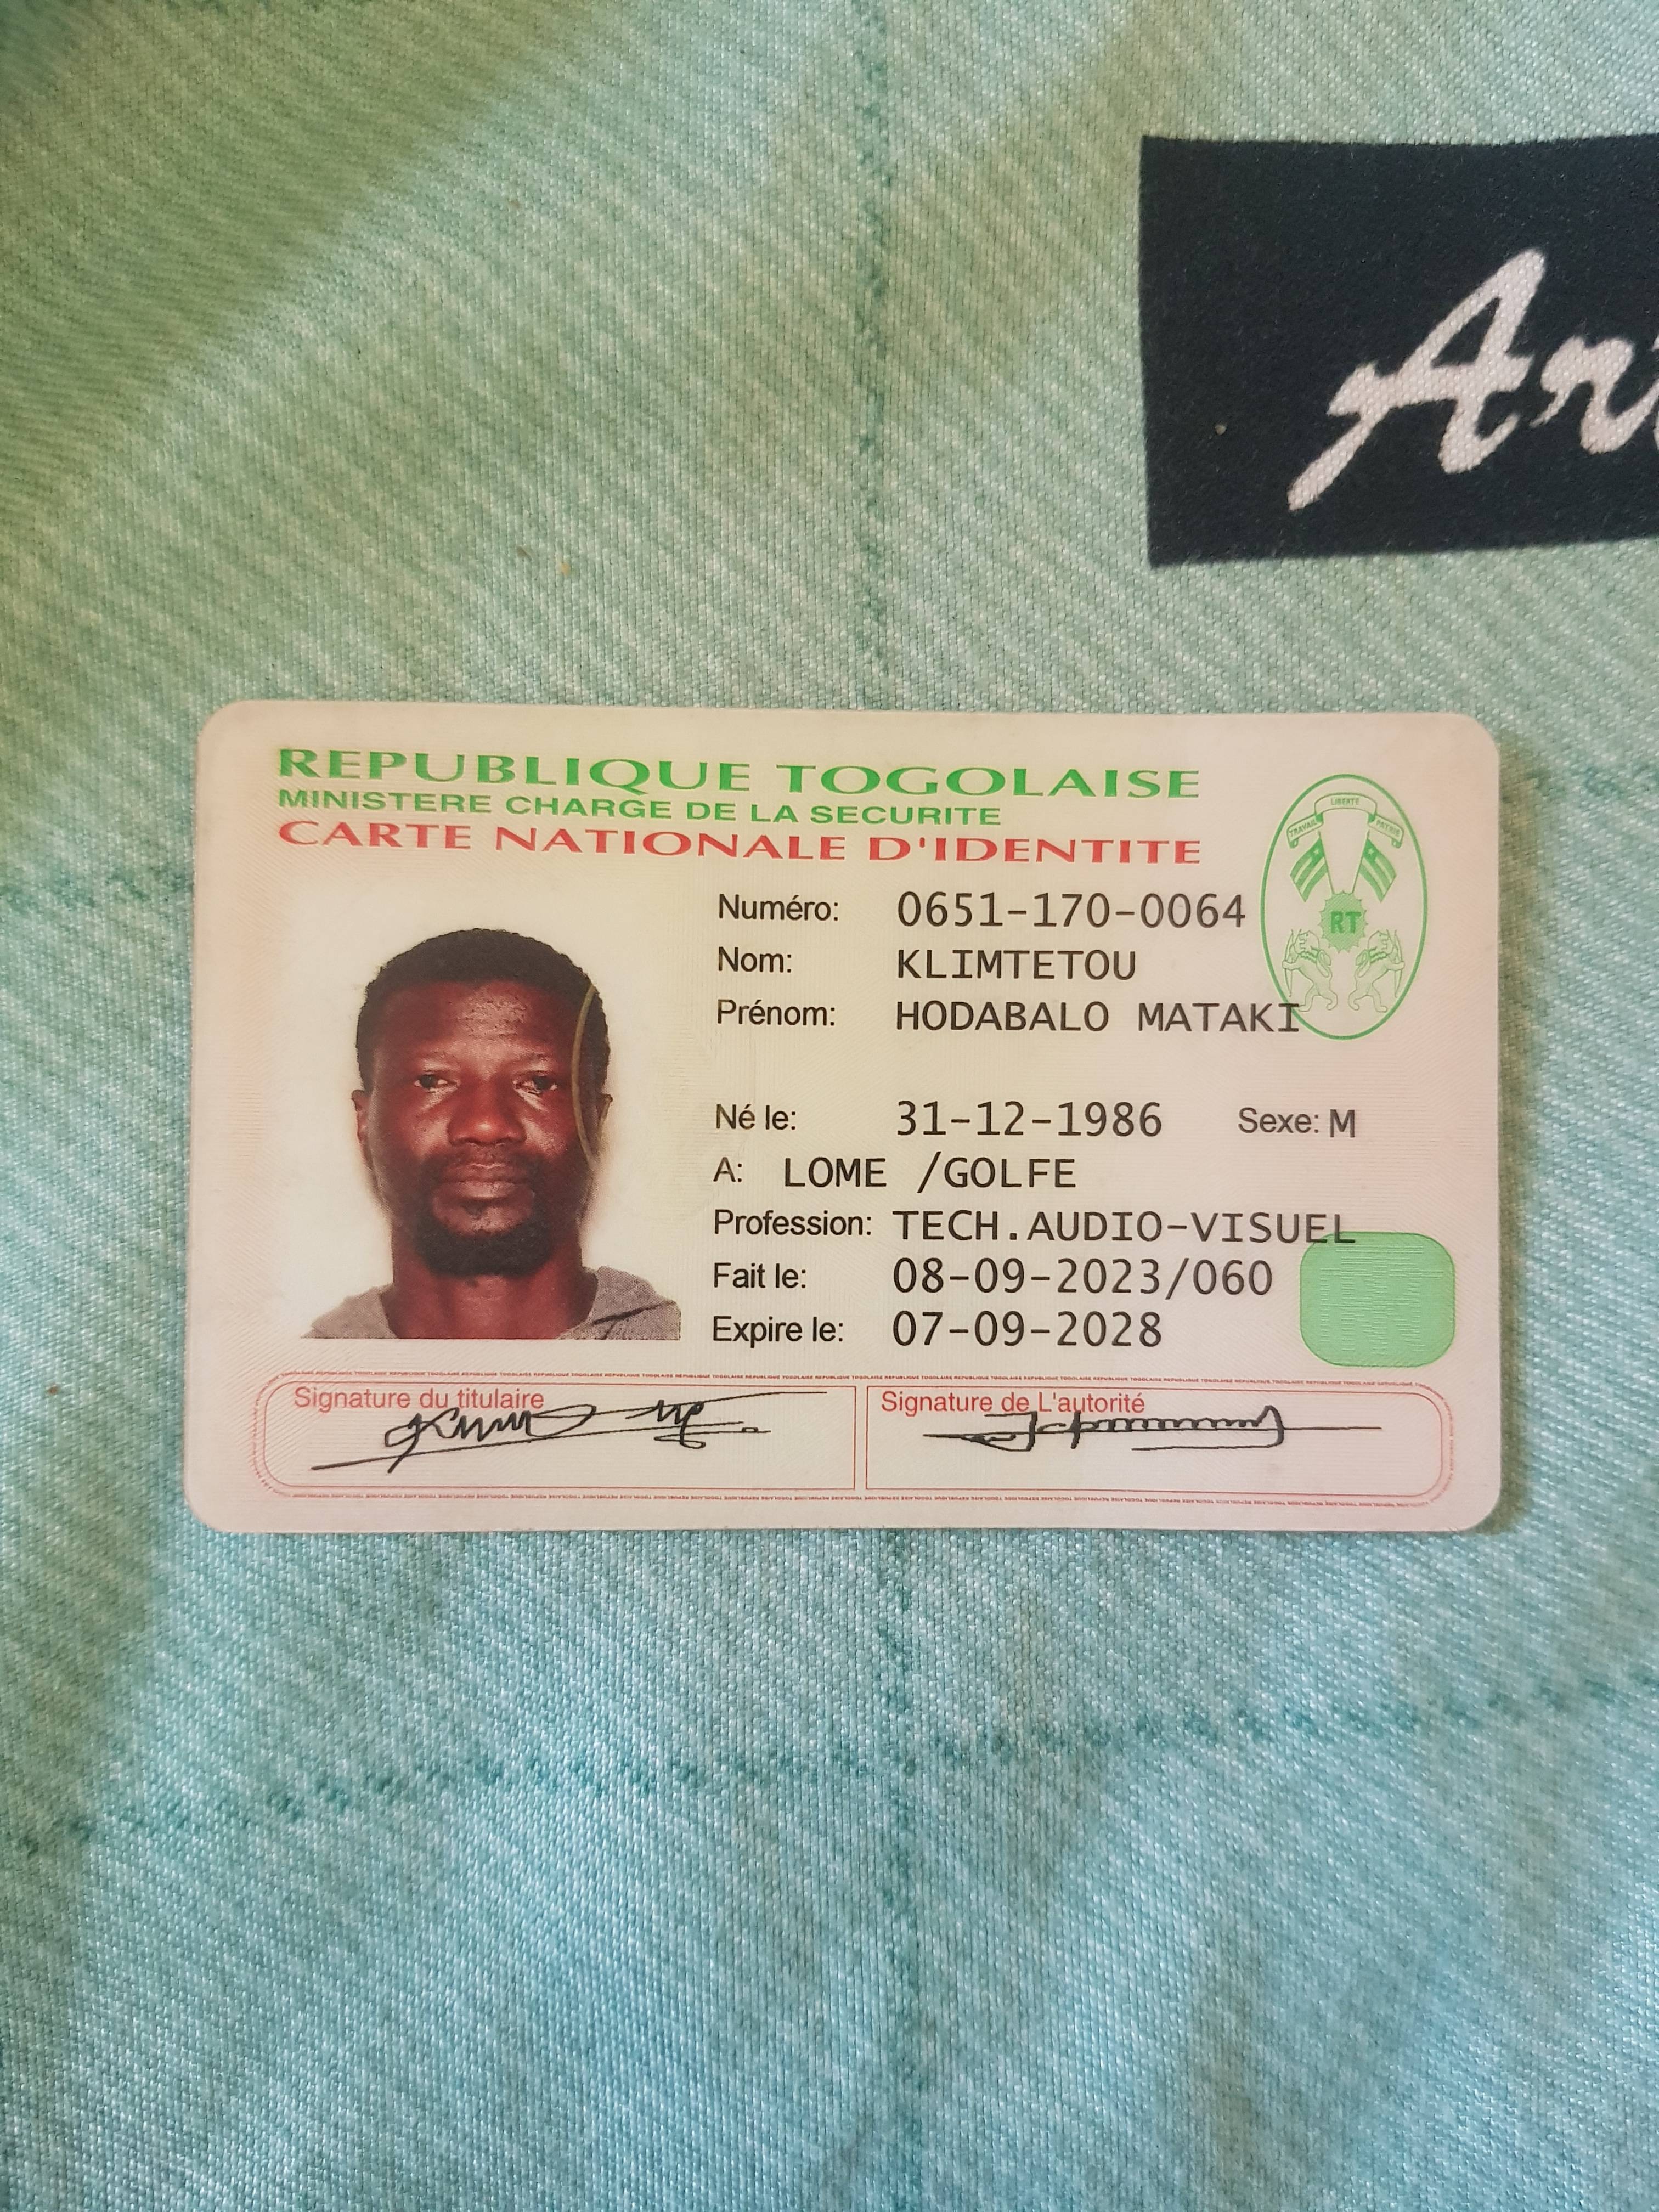 REPUBLIQUE TOGOLAISE
MINISTERE CHARGE DE LA SECURITE
CARTE NATIONALE D'IDENTITE
TRAVAIL LIBERTE PATRIE
RT
Numéro: 0651-170-0064
Nom: KLIMTETOU
Prénom: HODABALO MATAKI
Né le: 31-12-1986 Sexe: M
A: LOME /GOLFE
Profession: TECH.AUDIO-VISUEL
Fait le: 08-09-2023/060
Expire le: 07-09-2028
Signature du titulaire
Signature de L'autorité